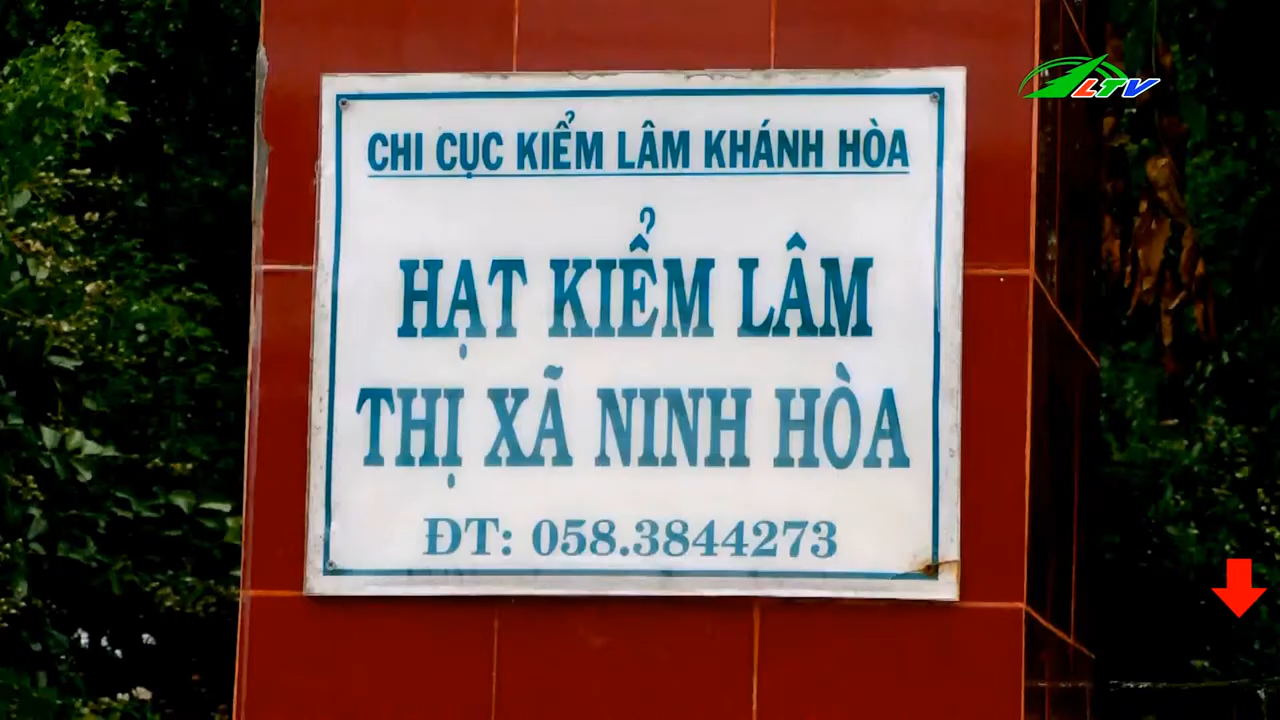 LTV
CHI CỤC KIỂM LÂM KHÁNH HÒA
HẠT KIỂM LÂM
THỊ XÃ NINH HÒA
ĐT: 058.3844273